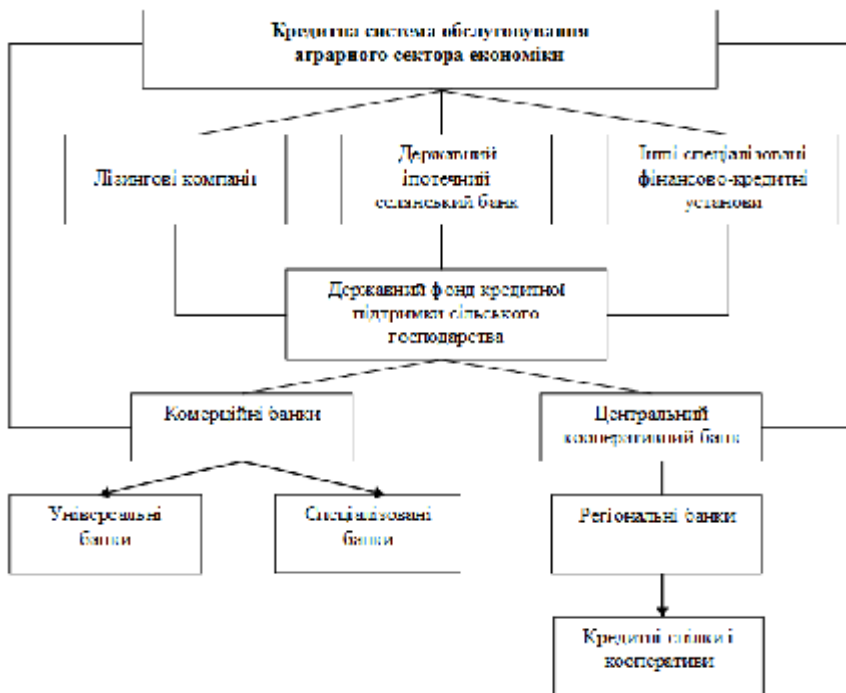 Кредитна система обслуговування
аграрного сектора економіки
Лізингові компанії
Державний
іпотечний
селянський банк
Інші спеціалізовані
фінансово-кредитні
установи
Державний фонд кредитної
підтримки сільського
господарства
Комерційні банки
Центральний
кооперативний банк
Універсальні
банки
Спеціалізовані
банки
Регіональні банки
Кредитні спілки і
кооперативи